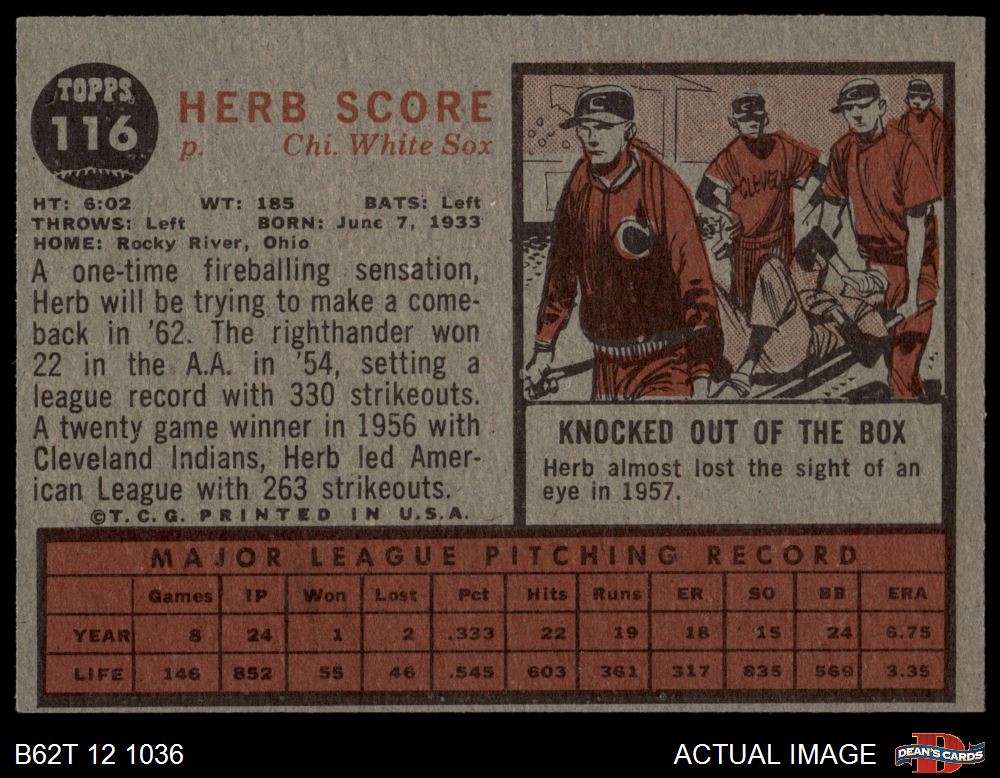 TOPPS
116
HERB SCORE
p. Chi. White Sox
HT: 6:02 WT: 185 BATS: Left
THROWS: Left BORN: June 7, 1933
HOME: Rocky River, Ohio
A one-time fireballing sensation,
Herb will be trying to make a come-
back in '62. The righthander won
22 in the A.A. in '54, setting a
league record with 330 strikeouts.
A twenty game winner in 1956 with
Cleveland Indians, Herb led Amer-
ican League with 263 strikeouts.
©T.C.G. PRINTED IN U.S.A.
C
C
CLEVEL
C
KNOCKED OUT OF THE BOX
Herb almost lost the sight of an
eye in 1957.
MAJOR LEAGUE PITCHING RECORD
Games IP Won Lost Pct Hits Runs ER SO BB ERA
YEAR 8 24 1 2 .333 22 19 18 15 24 6.75
LIFE 146 852 55 46 .545 603 361 317 835 569 3.35
B62T 12 1036 ACTUAL IMAGE DEAN'S CARDS